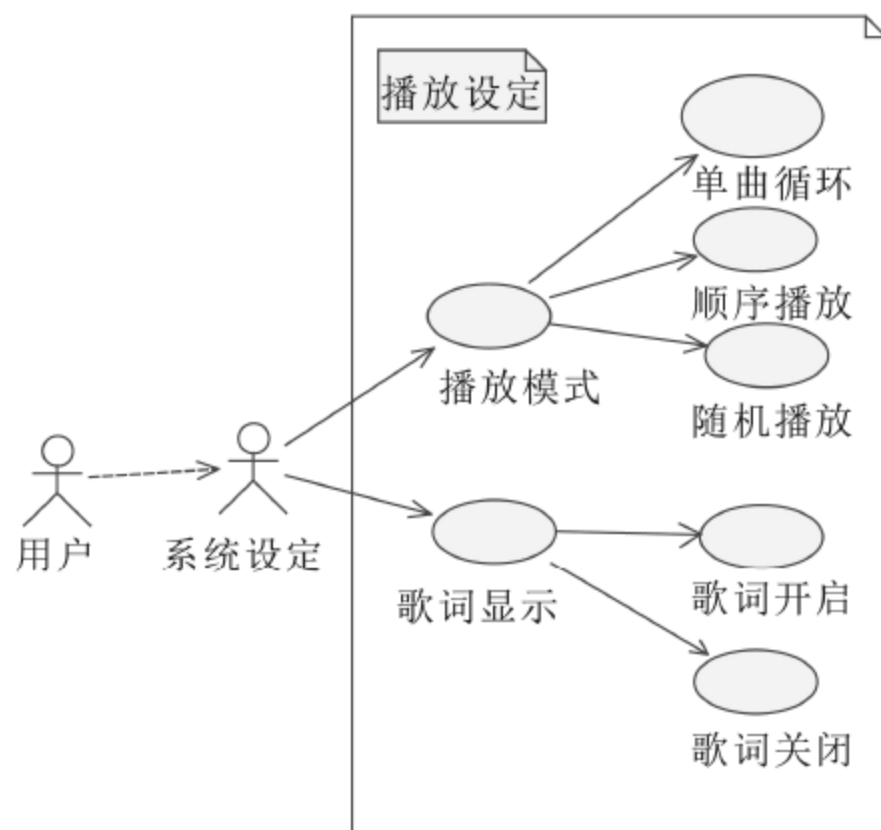 播放设定
单曲循环
顺序播放
播放模式
随机播放
用户
系统设定
歌词显示
歌词开启
歌词关闭